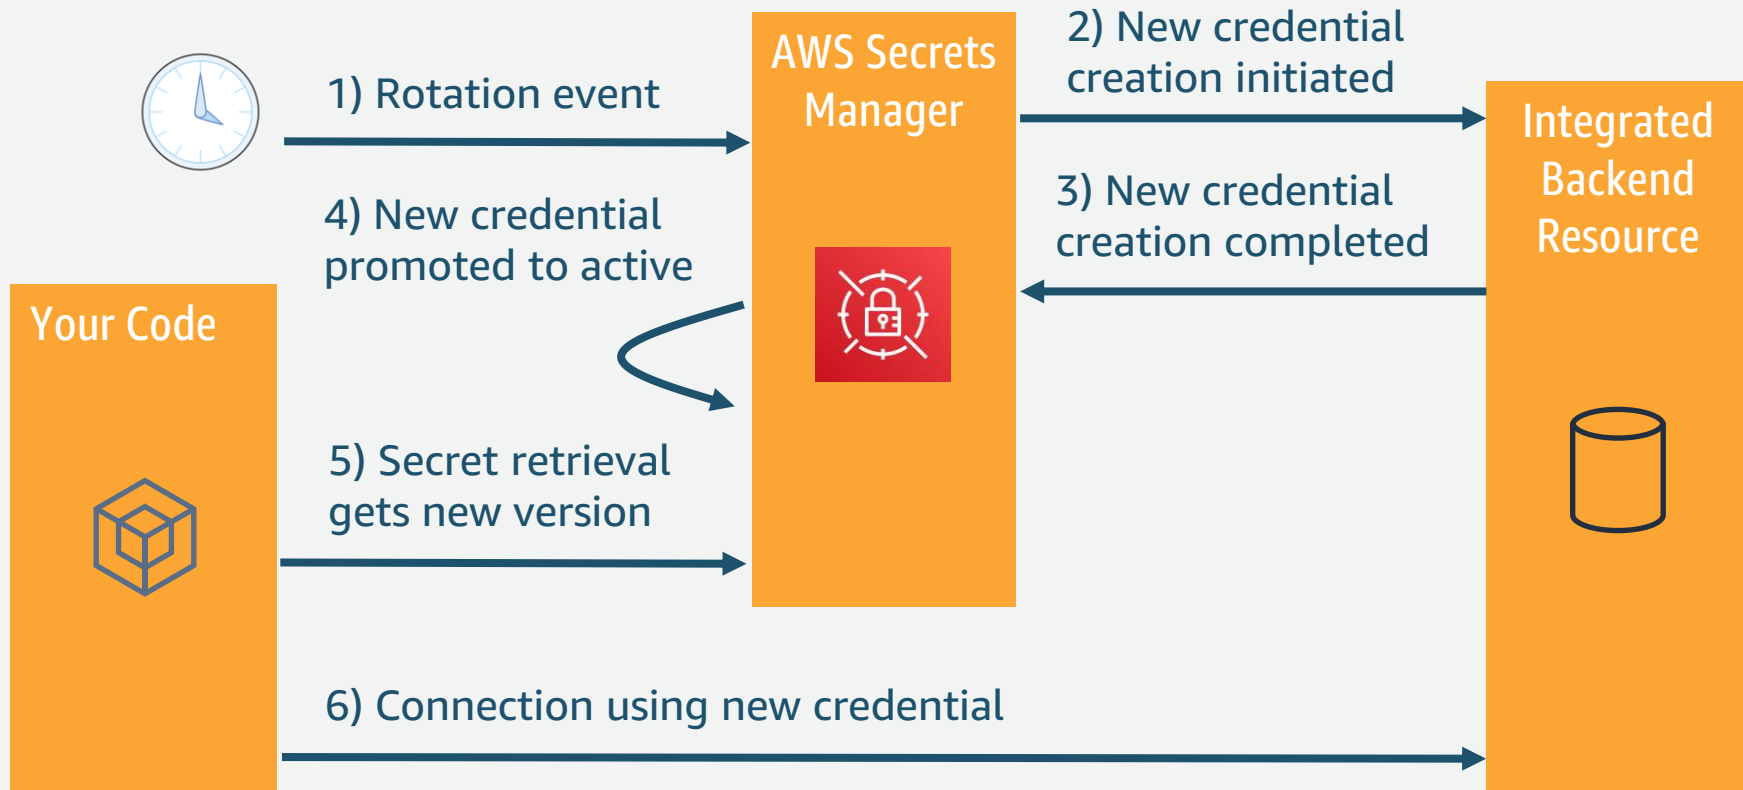 1) Rotation event
AWS Secrets
Manager
2) New credential
creation initiated
Integrated
Backend
Resource
3) New credential
creation completed
4) New credential
promoted to active
Your Code
5) Secret retrieval
gets new version
6) Connection using new credential